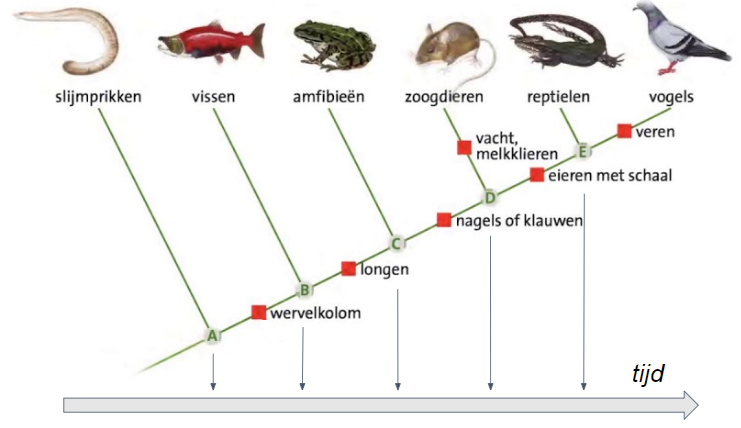 slijmprikken
vissen
amfibieën
zoogdieren
reptielen
vogels
veren
vacht,
melkklieren
E
eieren met schaal
D
nagels of klauwen
C
longen
B
wervelkolom
A
tijd